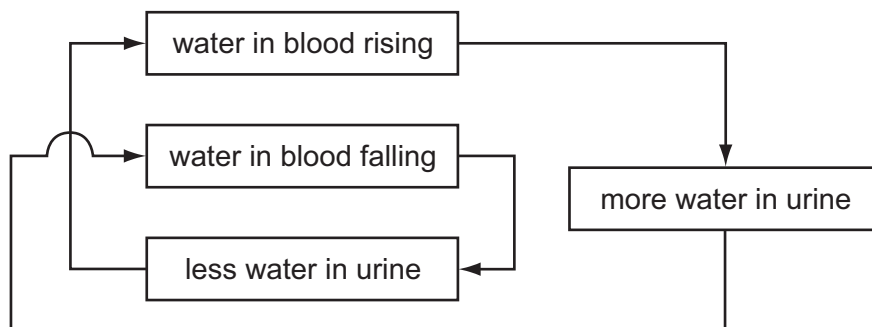 water in blood rising
water in blood falling
more water in urine
less water in urine